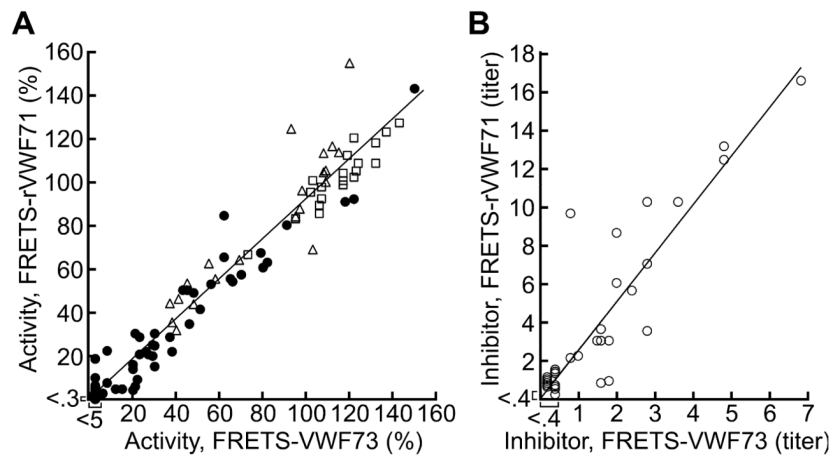 A
Activity, FRETS-rVWF71 (%)
160
140
120
100
80
60
40
20
<.3
<5
20 40 60 80 100 120 140 160
Activity, FRETS-VWF73 (%)
B
Inhibitor, FRETS-rVWF71 (titer)
18
16
14
12
10
8
6
4
2
<.4
<.4
1 2 3 4 5 6 7
Inhibitor, FRETS-VWF73 (titer)